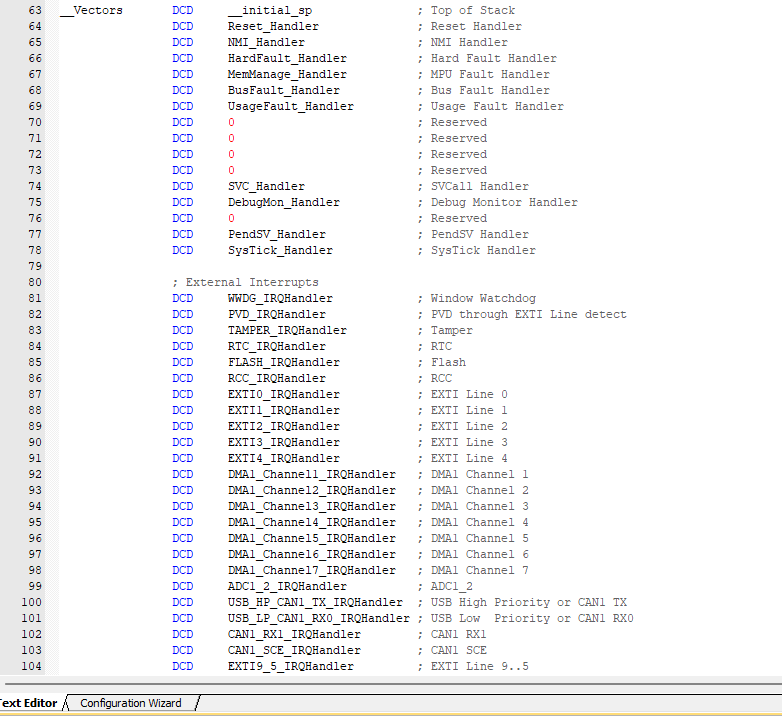 63 __Vectors DCD __initial_sp ; Top of Stack
64 DCD Reset_Handler ; Reset Handler
65 DCD NMI_Handler ; NMI Handler
66 DCD HardFault_Handler ; Hard Fault Handler
67 DCD MemManage_Handler ; MPU Fault Handler
68 DCD BusFault_Handler ; Bus Fault Handler
69 DCD UsageFault_Handler ; Usage Fault Handler
70 DCD 0 ; Reserved
71 DCD 0 ; Reserved
72 DCD 0 ; Reserved
73 DCD 0 ; Reserved
74 DCD SVC_Handler ; SVCall Handler
75 DCD DebugMon_Handler ; Debug Monitor Handler
76 DCD 0 ; Reserved
77 DCD PendSV_Handler ; PendSV Handler
78 DCD SysTick_Handler ; SysTick Handler
79
80 ; External Interrupts
81 DCD WWDG_IRQHandler ; Window Watchdog
82 DCD PVD_IRQHandler ; PVD through EXTI Line detect
83 DCD TAMPER_IRQHandler ; Tamper
84 DCD RTC_IRQHandler ; RTC
85 DCD FLASH_IRQHandler ; Flash
86 DCD RCC_IRQHandler ; RCC
87 DCD EXTI0_IRQHandler ; EXTI Line 0
88 DCD EXTI1_IRQHandler ; EXTI Line 1
89 DCD EXTI2_IRQHandler ; EXTI Line 2
90 DCD EXTI3_IRQHandler ; EXTI Line 3
91 DCD EXTI4_IRQHandler ; EXTI Line 4
92 DCD DMA1_Channel1_IRQHandler ; DMA1 Channel 1
93 DCD DMA1_Channel2_IRQHandler ; DMA1 Channel 2
94 DCD DMA1_Channel3_IRQHandler ; DMA1 Channel 3
95 DCD DMA1_Channel4_IRQHandler ; DMA1 Channel 4
96 DCD DMA1_Channel5_IRQHandler ; DMA1 Channel 5
97 DCD DMA1_Channel6_IRQHandler ; DMA1 Channel 6
98 DCD DMA1_Channel7_IRQHandler ; DMA1 Channel 7
99 DCD ADC1_2_IRQHandler ; ADC1_2
100 DCD USB_HP_CAN1_TX_IRQHandler ; USB High Priority or CAN1 TX
101 DCD USB_LP_CAN1_RX0_IRQHandler ; USB Low  Priority or CAN1 RX0
102 DCD CAN1_RX1_IRQHandler ; CAN1 RX1
103 DCD CAN1_SCE_IRQHandler ; CAN1 SCE
104 DCD EXTI9_5_IRQHandler ; EXTI Line 9..5
Text Editor Configuration Wizard